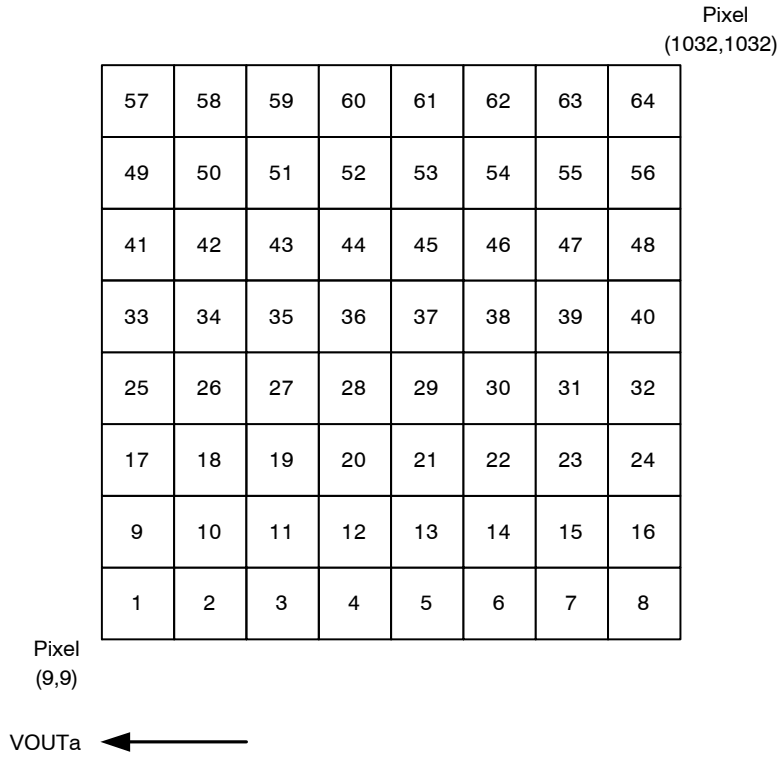 Pixel
(1032,1032)
57 58 59 60 61 62 63 64
49 50 51 52 53 54 55 56
41 42 43 44 45 46 47 48
33 34 35 36 37 38 39 40
25 26 27 28 29 30 31 32
17 18 19 20 21 22 23 24
9 10 11 12 13 14 15 16
1 2 3 4 5 6 7 8
Pixel
(9,9)
VOUTa